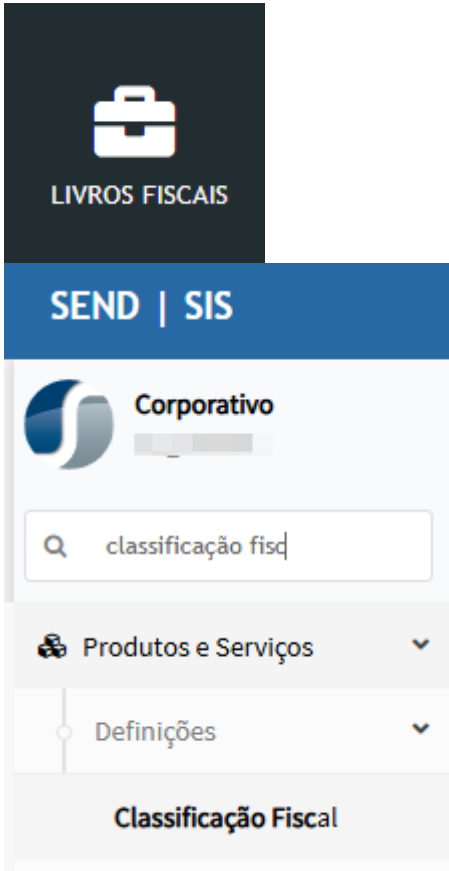 LIVROS FISCAIS
SEND | SIS
Corporativo
classificação fisc
Produtos e Serviços
Definições
Classificação Fiscal